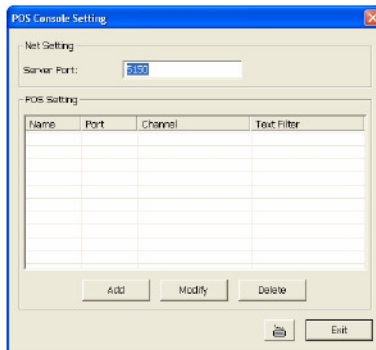 POS Console Setting
Net Setting
Server Port: 5150
POS Setting
Name Port Channel Text Filter
Add Modify Delete
Exit